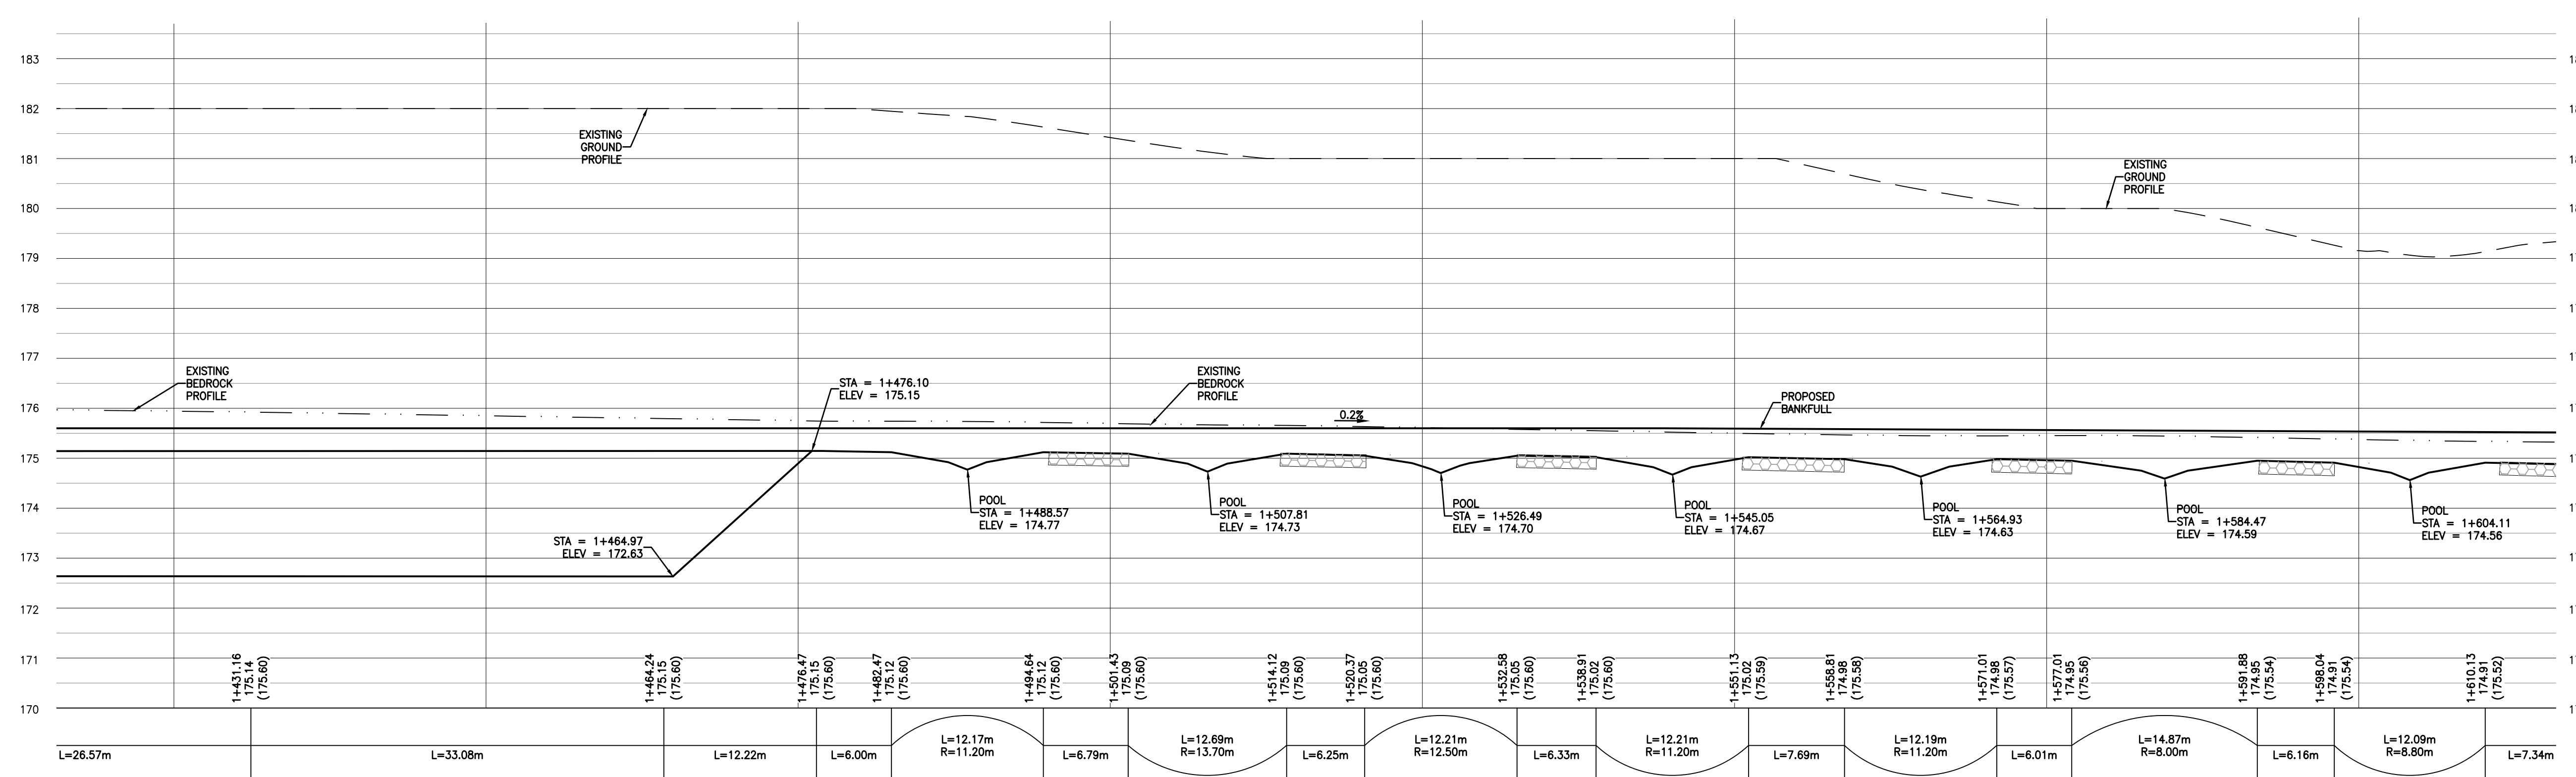 183
182
181
180
179
178
177
176
175
174
173
172
171
170
EXISTING
GROUND
PROFILE
EXISTING
GROUND
PROFILE
EXISTING
BEDROCK
PROFILE
STA = 1+476.10
ELEV = 175.15
EXISTING
BEDROCK
PROFILE
0.2%
PROPOSED
BANKFULL
STA = 1+464.97
ELEV = 172.63
POOL
STA = 1+488.57
ELEV = 174.77
POOL
STA = 1+507.81
ELEV = 174.73
POOL
STA = 1+526.49
ELEV = 174.70
POOL
STA = 1+545.05
ELEV = 174.67
POOL
STA = 1+564.93
ELEV = 174.63
POOL
STA = 1+584.47
ELEV = 174.59
POOL
STA = 1+604.11
ELEV = 174.56
1+431.16
175.14
(175.60)
1+464.24
175.15
(175.60)
1+476.47
175.15
(175.60)
1+482.47
175.12
(175.60)
1+494.64
175.12
(175.60)
1+501.43
175.09
(175.60)
1+514.12
175.09
(175.60)
1+520.37
175.05
(175.60)
1+532.58
175.05
(175.60)
1+538.91
175.02
(175.60)
1+551.13
175.02
(175.59)
1+558.81
174.98
(175.58)
1+571.01
174.98
(175.57)
1+577.01
174.95
(175.56)
1+591.88
174.95
(175.54)
1+598.04
174.91
(175.54)
1+610.13
174.91
(175.52)
L=26.57m
L=33.08m
L=12.22m
L=6.00m
L=12.17m
R=11.20m
L=6.79m
L=12.69m
R=13.70m
L=6.25m
L=12.21m
R=12.50m
L=6.33m
L=12.21m
R=11.20m
L=7.69m
L=12.19m
R=11.20m
L=6.01m
L=14.87m
R=8.00m
L=6.16m
L=12.09m
R=8.80m
L=7.34m